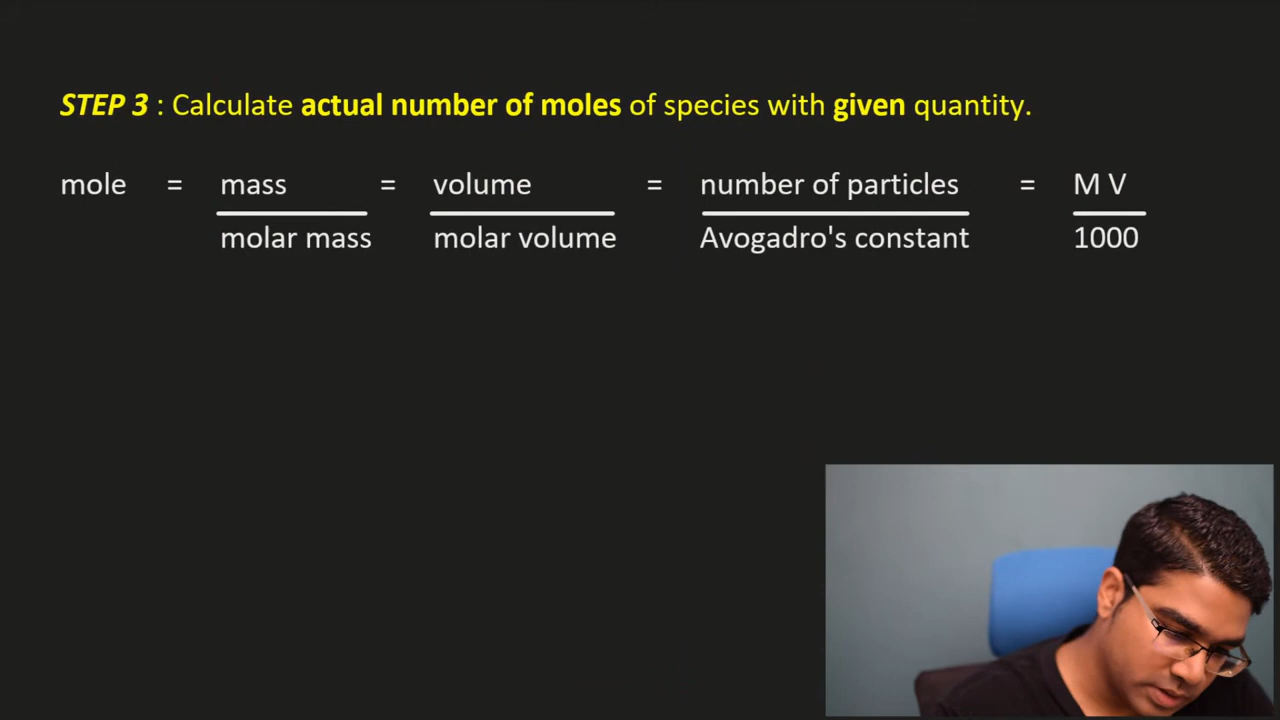 STEP 3 : Calculate actual number of moles of species with given quantity.
mole = mass = volume = number of particles = M V
molar mass molar volume Avogadro's constant 1000